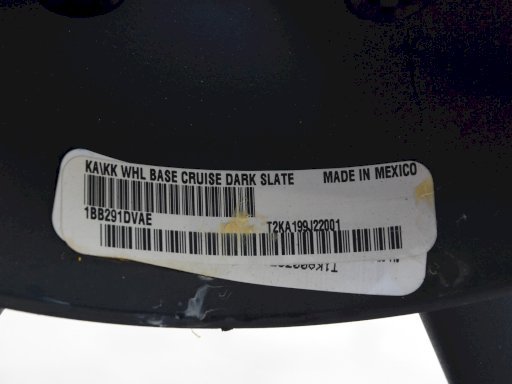 KA\KK WHL BASE CRUISE DARK SLATE MADE IN MEXICO
1BB291DVAE
T2KA199J22001